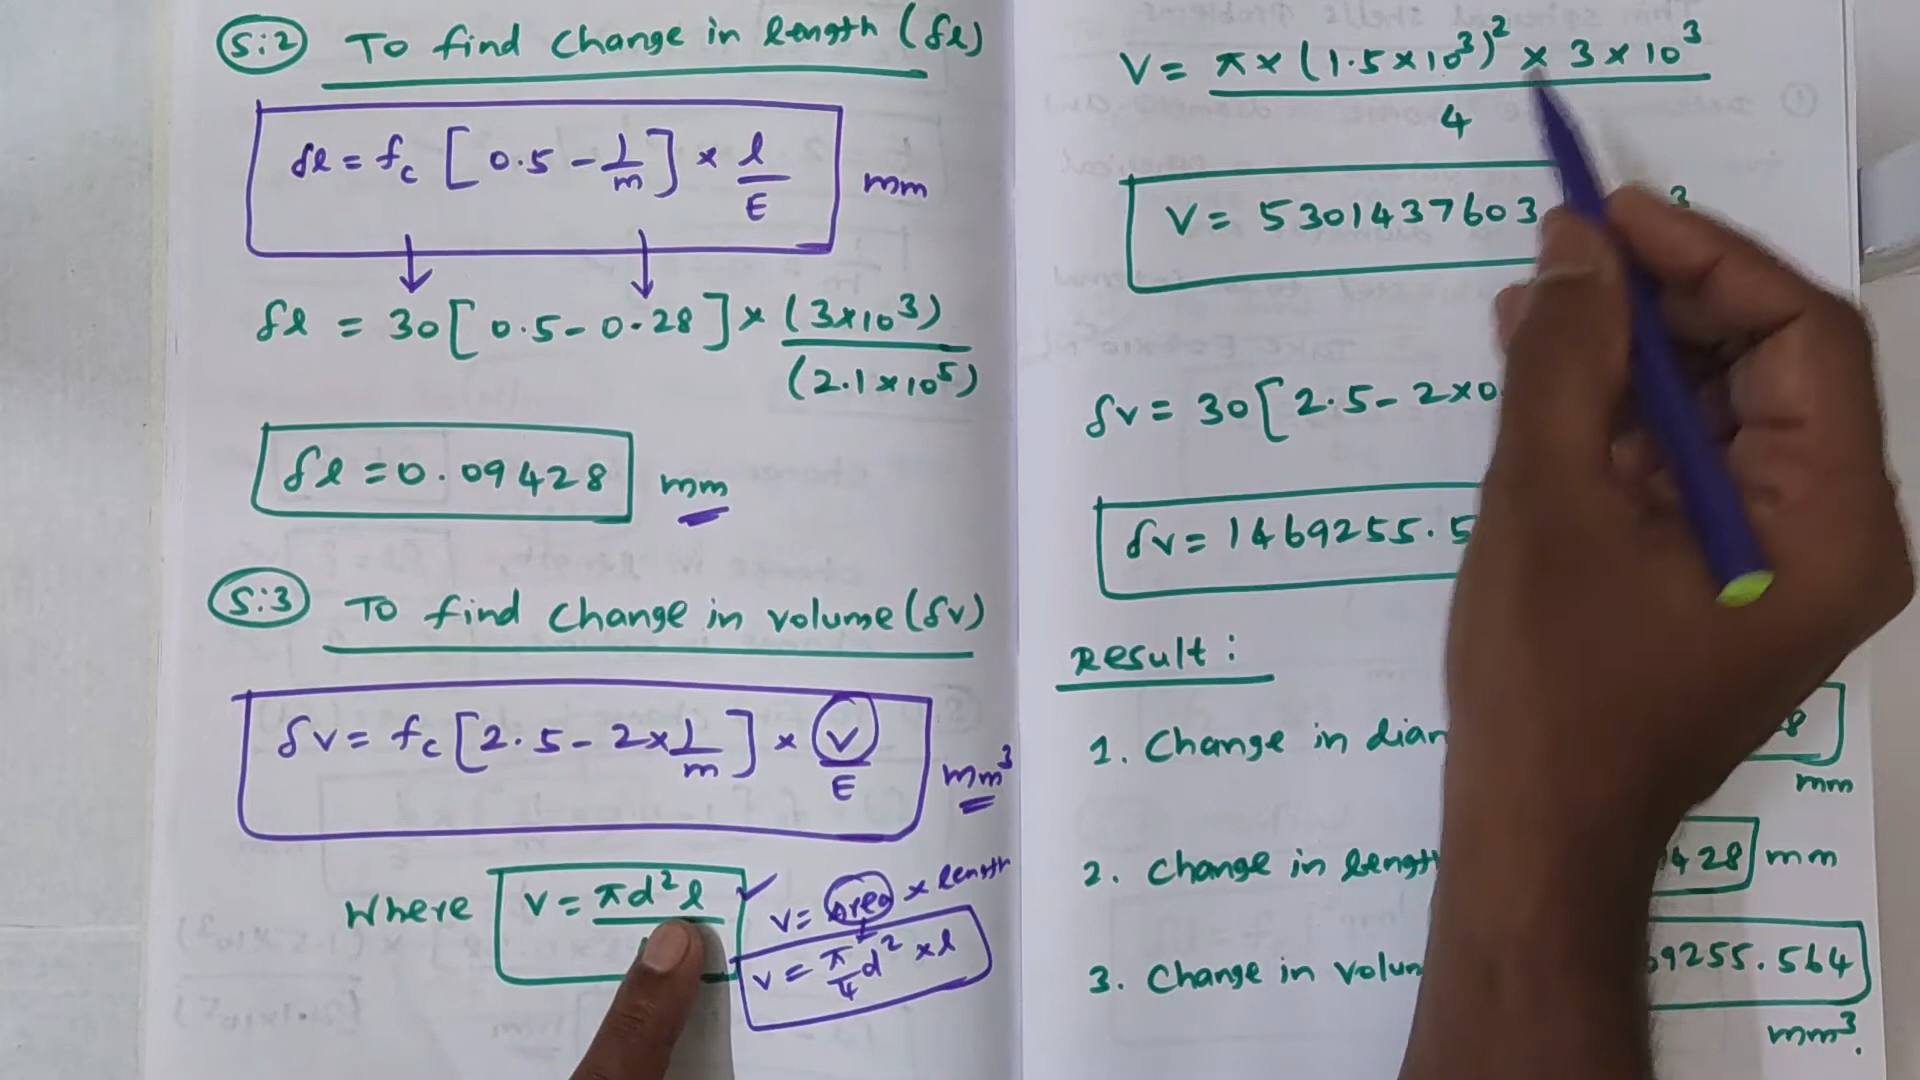 S:2 To find change in length (δl)
δl = fc [0.5 - 1/m] × l/E mm
δl = 30 [0.5 - 0.28] × (3×10³)/(2.1×10⁵)
δl = 0.09428 mm
S:3 To find change in volume (δv)
δv = fc [2.5 - 2×1/m] × v/E mm³
Where V = πd²l
V = Area × length
V = π/4 d² × l
V = π×(1.5×10³)² × 3×10³ / 4
V = 5301437603 ³
δv = 30 [2.5 - 2×0.
δv = 1469255.5
Result:
1. Change in mm
2. Change in length 428 mm
3. Change in 9255.564 mm³.